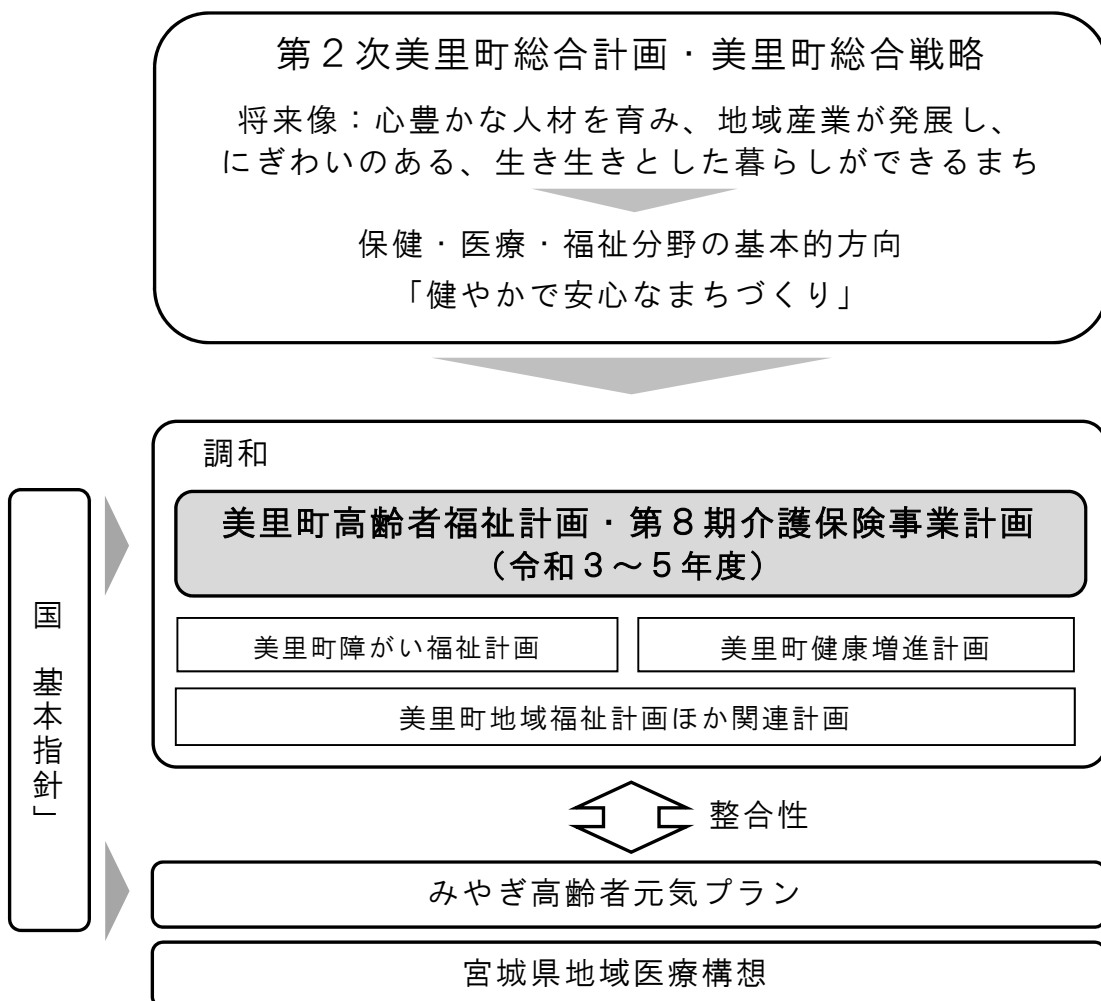 第２次美里町総合計画・美里町総合戦略
将来像：心豊かな人材を育み、地域産業が発展し、
にぎわいのある、生き生きとした暮らしができるまち
保健・医療・福祉分野の基本的方向
「健やかで安心なまちづくり」
調和
美里町高齢者福祉計画・第８期介護保険事業計画
（令和３～５年度）
美里町障がい福祉計画
美里町健康増進計画
美里町地域福祉計画ほか関連計画
国　基本指針」
整合性
みやぎ高齢者元気プラン
宮城県地域医療構想